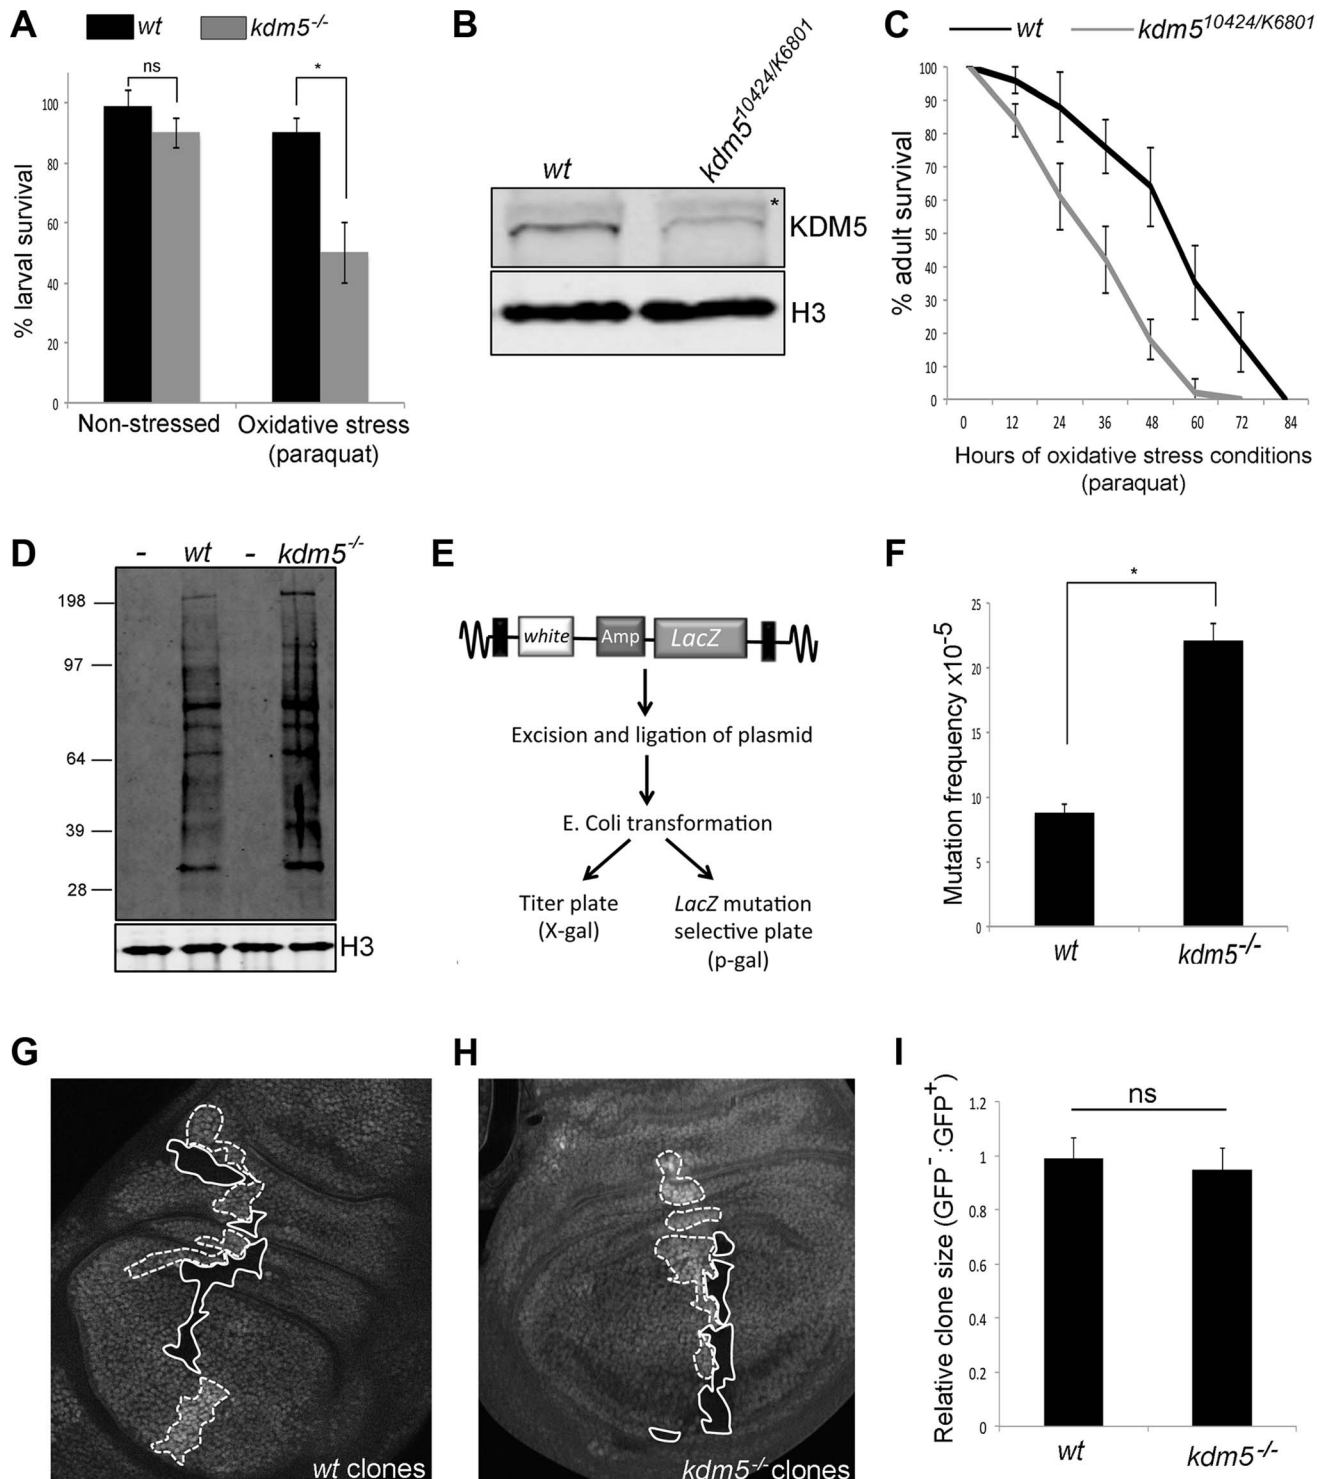 A
wt
kdm5-/-
ns
*
% larval survival
100
80
60
40
20
0
Non-stressed
Oxidative stress
(paraquat)
B
wt
kdm510424/K6801
*
KDM5
H3
C
wt
kdm510424/K6801
% adult survival
100
90
80
70
60
50
40
30
20
10
0
0 12 24 36 48 60 72 84
Hours of oxidative stress conditions
(paraquat)
D
- wt - kdm5-/-
198
97
64
39
28
H3
E
white
Amp
LacZ
Excision and ligation of plasmid
E. Coli transformation
Titer plate
(X-gal)
LacZ mutation
selective plate
(p-gal)
F
*
Mutation frequency x10-5
25
20
15
10
5
0
wt
kdm5-/-
G
wt clones
H
kdm5-/- clones
I
ns
Relative clone size (GFP-:GFP+)
1.2
1
0.8
0.6
0.4
0.2
0
wt
kdm5-/-